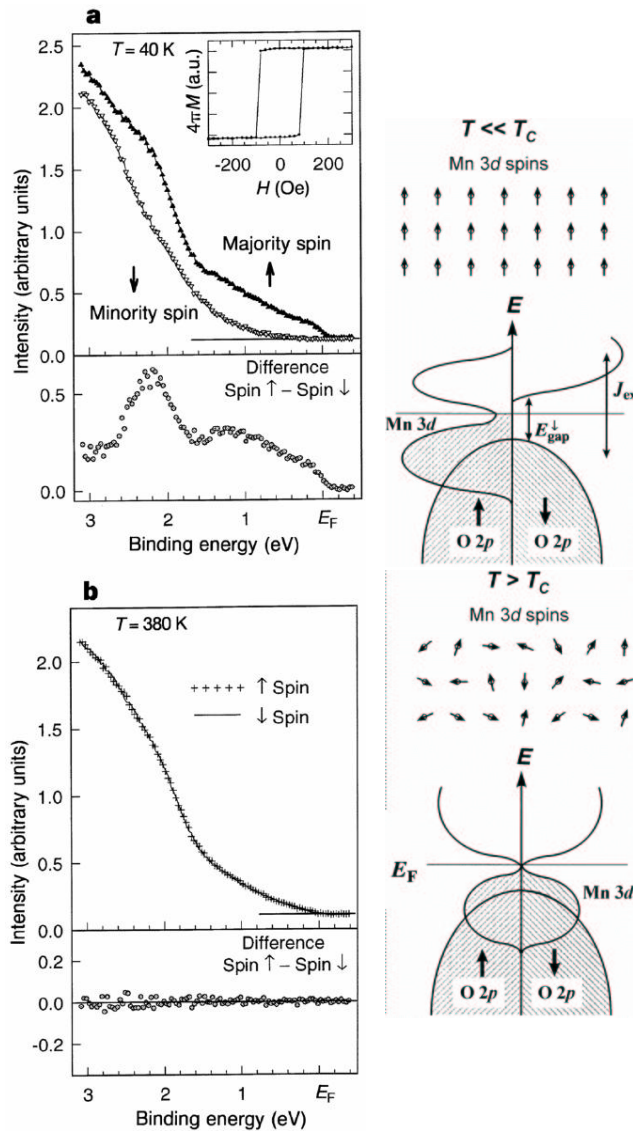 a
T = 40 K
2.5
2.0
1.5
1.0
0.5
0.0
Intensity (arbitrary units)
4πM (a.u.)
-200 0 200
H (Oe)
Majority spin
↑
↓
Minority spin
Difference
Spin ↑ – Spin ↓
0.5
0.0
3 2 1 E_F
Binding energy (eV)
T << T_C
Mn 3d spins
E
J_ex
E↓gap
Mn 3d
O 2p O 2p
b
T = 380 K
2.0
1.5
1.0
0.5
0.0
Intensity (arbitrary units)
+++++ ↑ Spin
— ↓ Spin
Difference
Spin ↑ – Spin ↓
0.2
0.0
-0.2
3 2 1 E_F
Binding energy (eV)
T > T_C
Mn 3d spins
E
E_F
Mn 3d
O 2p O 2p